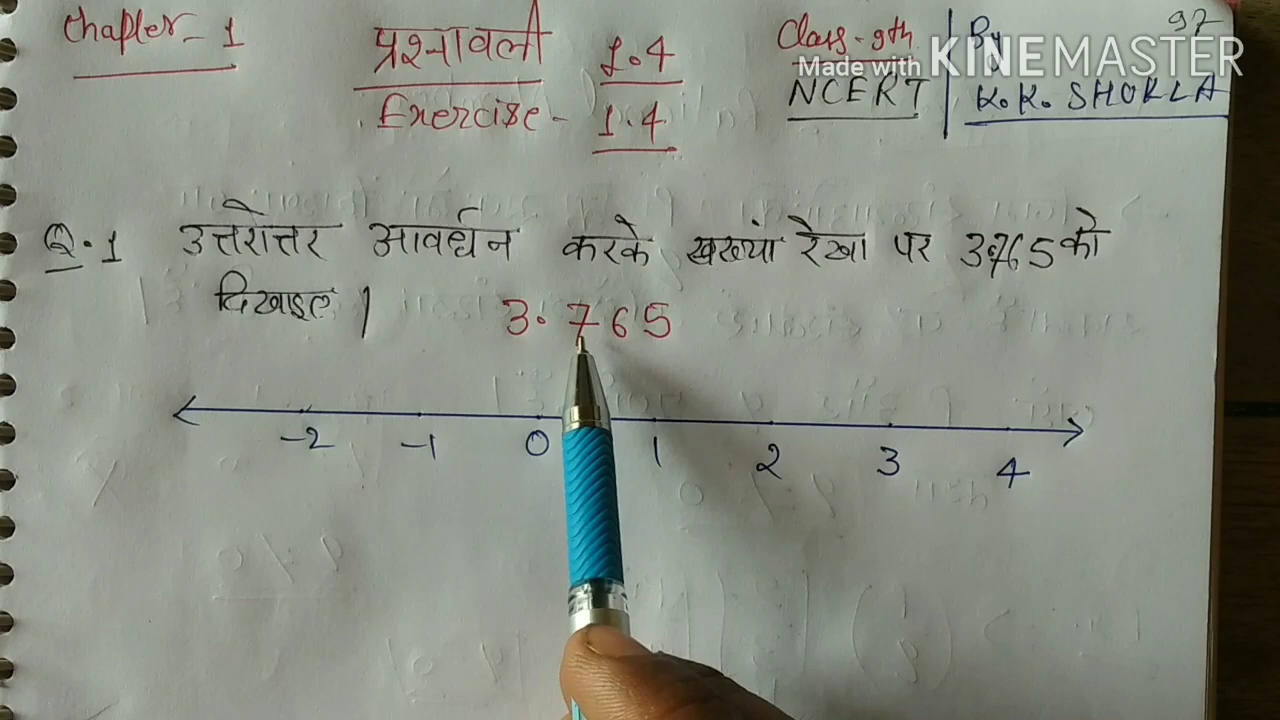 Chapter - 1
प्रश्नावली 1.4
Exercise - 1.4
Class - 9th
NCERT
By
K.K. SHUKLA
97
Made with KINEMASTER
Q.1 उत्तरोत्तर आवर्धन करके संख्या रेखा पर 3.765 को
दिखाइए ।
3.765
-2 -1 0 1 2 3 4